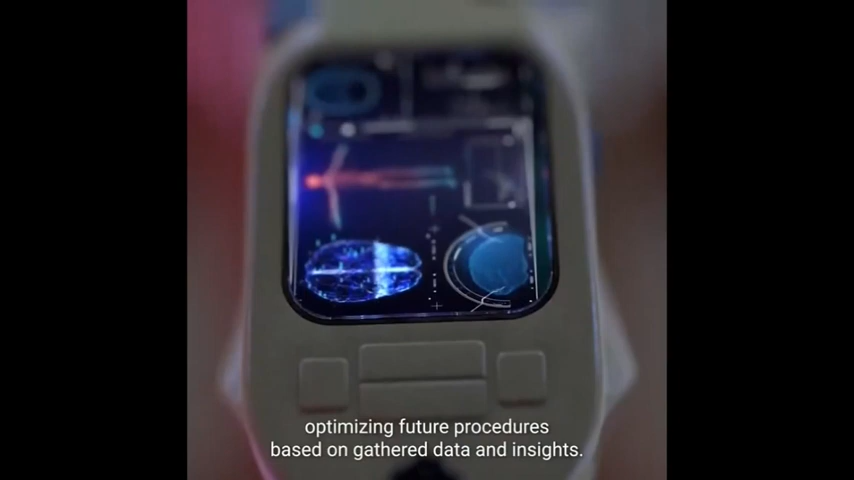 optimizing future procedures
based on gathered data and insights.